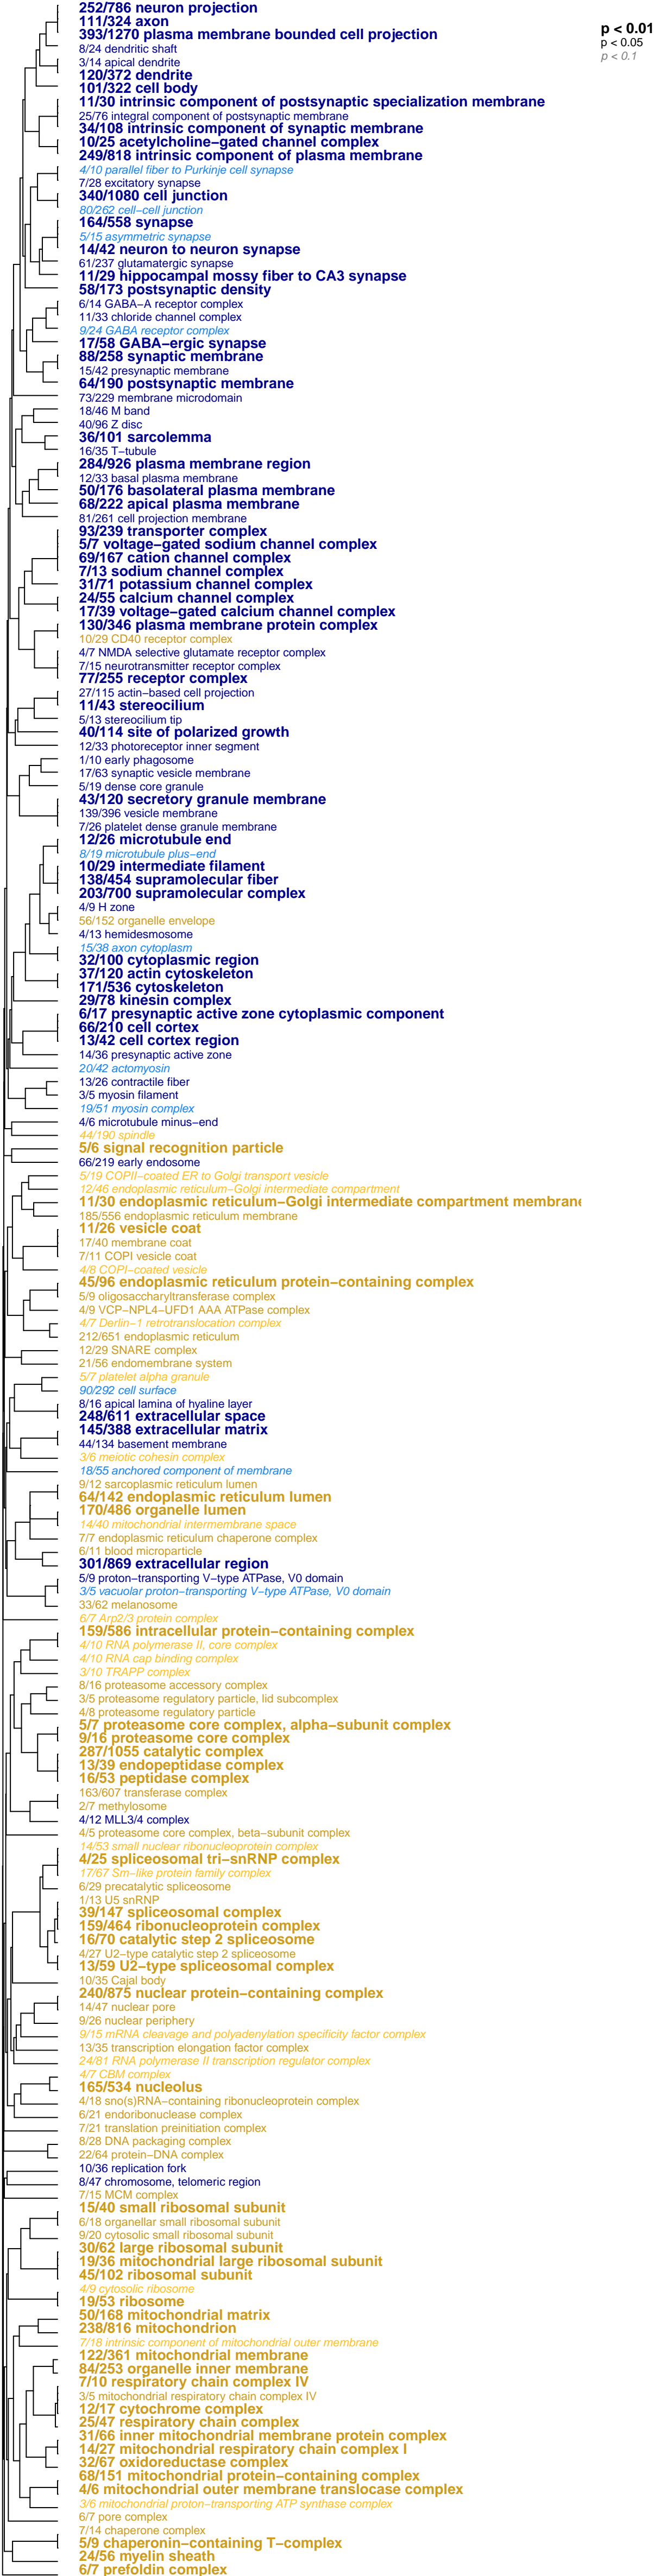 252/786 neuron projection
111/324 axon
393/1270 plasma membrane bounded cell projection
8/24 dendritic shaft
3/14 apical dendrite
120/372 dendrite
101/322 cell body
11/30 intrinsic component of postsynaptic specialization membrane
25/76 integral component of postsynaptic membrane
34/108 intrinsic component of synaptic membrane
10/25 acetylcholine−gated channel complex
249/818 intrinsic component of plasma membrane
4/10 parallel fiber to Purkinje cell synapse
7/28 excitatory synapse
340/1080 cell junction
80/262 cell−cell junction
164/558 synapse
5/15 asymmetric synapse
14/42 neuron to neuron synapse
61/237 glutamatergic synapse
11/29 hippocampal mossy fiber to CA3 synapse
58/173 postsynaptic density
6/14 GABA−A receptor complex
11/33 chloride channel complex
9/24 GABA receptor complex
17/58 GABA−ergic synapse
88/258 synaptic membrane
15/42 presynaptic membrane
64/190 postsynaptic membrane
73/229 membrane microdomain
18/46 M band
40/96 Z disc
36/101 sarcolemma
16/35 T−tubule
284/926 plasma membrane region
12/33 basal plasma membrane
50/176 basolateral plasma membrane
68/222 apical plasma membrane
81/261 cell projection membrane
93/239 transporter complex
5/7 voltage−gated sodium channel complex
69/167 cation channel complex
7/13 sodium channel complex
31/71 potassium channel complex
24/55 calcium channel complex
17/39 voltage−gated calcium channel complex
130/346 plasma membrane protein complex
10/29 CD40 receptor complex
4/7 NMDA selective glutamate receptor complex
7/15 neurotransmitter receptor complex
77/255 receptor complex
27/115 actin−based cell projection
11/43 stereocilium
5/13 stereocilium tip
40/114 site of polarized growth
12/33 photoreceptor inner segment
1/10 early phagosome
17/63 synaptic vesicle membrane
5/19 dense core granule
43/120 secretory granule membrane
139/396 vesicle membrane
7/26 platelet dense granule membrane
12/26 microtubule end
8/19 microtubule plus−end
10/29 intermediate filament
138/454 supramolecular fiber
203/700 supramolecular complex
4/9 H zone
56/152 organelle envelope
4/13 hemidesmosome
15/38 axon cytoplasm
32/100 cytoplasmic region
37/120 actin cytoskeleton
171/536 cytoskeleton
29/78 kinesin complex
6/17 presynaptic active zone cytoplasmic component
66/210 cell cortex
13/42 cell cortex region
14/36 presynaptic active zone
20/42 actomyosin
13/26 contractile fiber
3/5 myosin filament
19/51 myosin complex
4/6 microtubule minus−end
44/190 spindle
5/6 signal recognition particle
66/219 early endosome
5/19 COPII−coated ER to Golgi transport vesicle
12/46 endoplasmic reticulum−Golgi intermediate compartment
11/30 endoplasmic reticulum−Golgi intermediate compartment membrane
185/556 endoplasmic reticulum membrane
11/26 vesicle coat
17/40 membrane coat
7/11 COPI vesicle coat
4/8 COPI−coated vesicle
45/96 endoplasmic reticulum protein−containing complex
5/9 oligosaccharyltransferase complex
4/9 VCP−NPL4−UFD1 AAA ATPase complex
4/7 Derlin−1 retrotranslocation complex
212/651 endoplasmic reticulum
12/29 SNARE complex
21/56 endomembrane system
5/7 platelet alpha granule
90/292 cell surface
8/16 apical lamina of hyaline layer
248/611 extracellular space
145/388 extracellular matrix
44/134 basement membrane
3/6 meiotic cohesin complex
18/55 anchored component of membrane
9/12 sarcoplasmic reticulum lumen
64/142 endoplasmic reticulum lumen
170/486 organelle lumen
14/40 mitochondrial intermembrane space
7/7 endoplasmic reticulum chaperone complex
6/11 blood microparticle
301/869 extracellular region
5/9 proton−transporting V−type ATPase, V0 domain
3/5 vacuolar proton−transporting V−type ATPase, V0 domain
33/62 melanosome
6/7 Arp2/3 protein complex
159/586 intracellular protein−containing complex
4/10 RNA polymerase II, core complex
4/10 RNA cap binding complex
3/10 TRAPP complex
8/16 proteasome accessory complex
3/5 proteasome regulatory particle, lid subcomplex
4/8 proteasome regulatory particle
5/7 proteasome core complex, alpha−subunit complex
9/16 proteasome core complex
287/1055 catalytic complex
13/39 endopeptidase complex
16/53 peptidase complex
163/607 transferase complex
2/7 methylosome
4/12 MLL3/4 complex
4/5 proteasome core complex, beta−subunit complex
14/53 small nuclear ribonucleoprotein complex
4/25 spliceosomal tri−snRNP complex
17/67 Sm−like protein family complex
6/29 precatalytic spliceosome
1/13 U5 snRNP
39/147 spliceosomal complex
159/464 ribonucleoprotein complex
16/70 catalytic step 2 spliceosome
4/27 U2−type catalytic step 2 spliceosome
13/59 U2−type spliceosomal complex
10/35 Cajal body
240/875 nuclear protein−containing complex
14/47 nuclear pore
9/26 nuclear periphery
9/15 mRNA cleavage and polyadenylation specificity factor complex
13/35 transcription elongation factor complex
24/81 RNA polymerase II transcription regulator complex
4/7 CBM complex
165/534 nucleolus
4/18 sno(s)RNA−containing ribonucleoprotein complex
6/21 endoribonuclease complex
7/21 translation preinitiation complex
8/28 DNA packaging complex
22/64 protein−DNA complex
10/36 replication fork
8/47 chromosome, telomeric region
7/15 MCM complex
15/40 small ribosomal subunit
6/18 organellar small ribosomal subunit
9/20 cytosolic small ribosomal subunit
30/62 large ribosomal subunit
19/36 mitochondrial large ribosomal subunit
45/102 ribosomal subunit
4/9 cytosolic ribosome
19/53 ribosome
50/168 mitochondrial matrix
238/816 mitochondrion
7/18 intrinsic component of mitochondrial outer membrane
122/361 mitochondrial membrane
84/253 organelle inner membrane
7/10 respiratory chain complex IV
3/5 mitochondrial respiratory chain complex IV
12/17 cytochrome complex
25/47 respiratory chain complex
31/66 inner mitochondrial membrane protein complex
14/27 mitochondrial respiratory chain complex I
32/67 oxidoreductase complex
68/151 mitochondrial protein−containing complex
4/6 mitochondrial outer membrane translocase complex
3/6 mitochondrial proton−transporting ATP synthase complex
6/7 pore complex
7/14 chaperone complex
5/9 chaperonin−containing T−complex
24/56 myelin sheath
6/7 prefoldin complex
p < 0.01
p < 0.05
p < 0.1